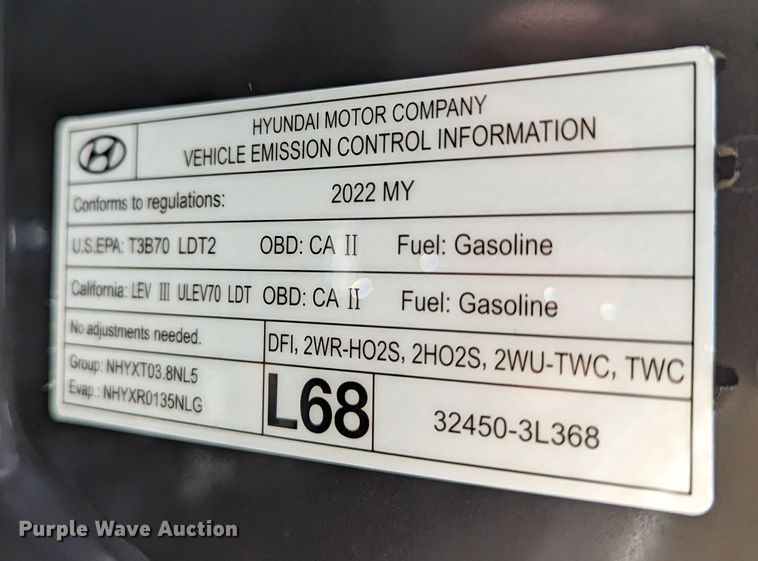 HYUNDAI MOTOR COMPANY
VEHICLE EMISSION CONTROL INFORMATION
Conforms to regulations: 2022 MY
U.S.EPA: T3B70 LDT2 OBD: CA II Fuel: Gasoline
California: LEV III ULEV70 LDT OBD: CA II Fuel: Gasoline
No adjustments needed.
DFI, 2WR-HO2S, 2HO2S, 2WU-TWC, TWC
Group: NHYXT03.8NL5
Evap.: NHYXR0135NLG
L68
32450-3L368
Purple Wave Auction